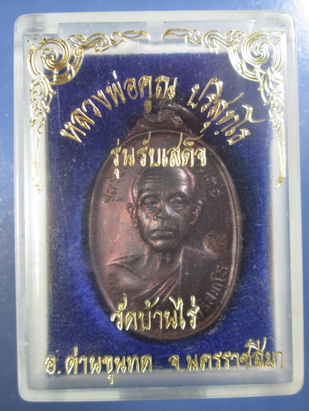 หลวงพ่อคูณ ปริสุทฺโธ
รุ่นรับเสด็จ
วัดบ้านไร่
อ.ด่านขุนทด จ.นครราชสีมา